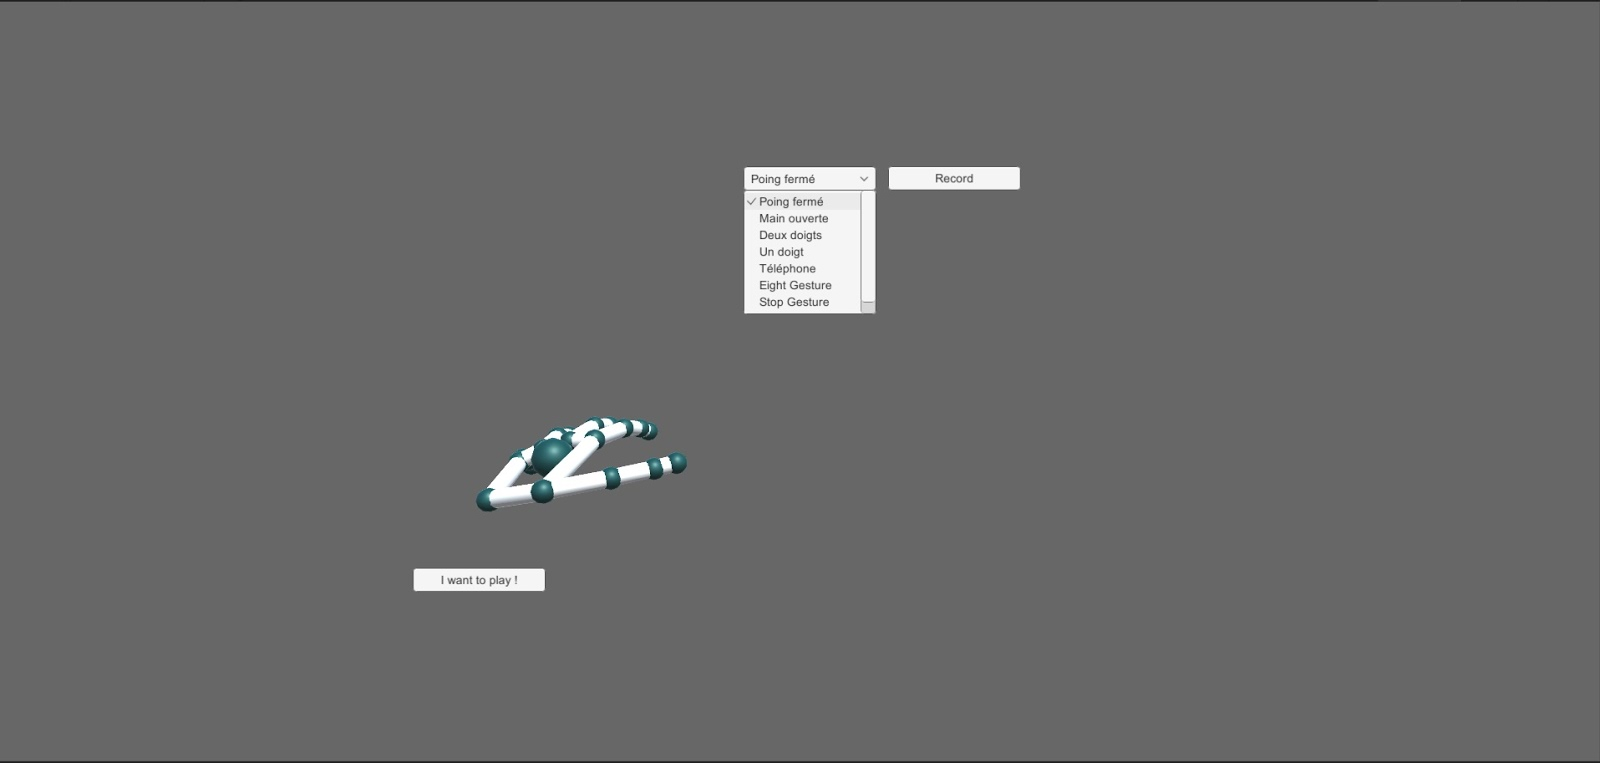 Poing fermé
Record
Poing fermé
Main ouverte
Deux doigts
Un doigt
Téléphone
Eight Gesture
Stop Gesture
I want to play !